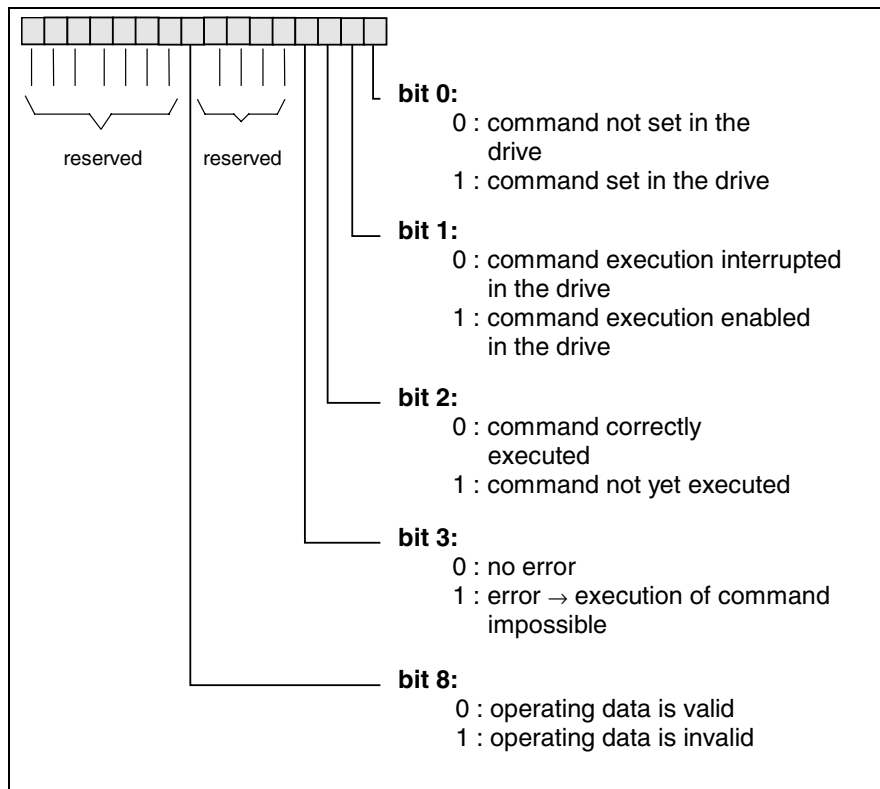 bit 0:
0 : command not set in the
drive
1 : command set in the drive
reserved
reserved
bit 1:
0 : command execution interrupted
in the drive
1 : command execution enabled
in the drive
bit 2:
0 : command correctly
executed
1 : command not yet executed
bit 3:
0 : no error
1 : error → execution of command
impossible
bit 8:
0 : operating data is valid
1 : operating data is invalid